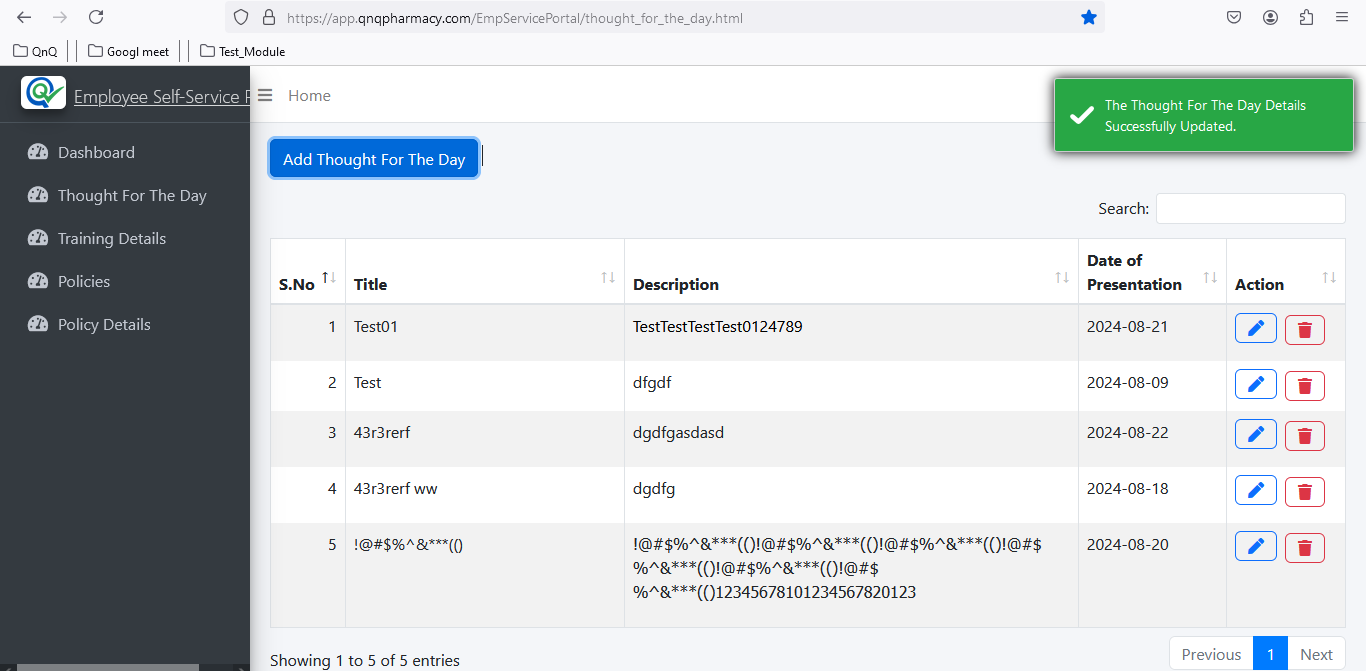 https://app.qnqpharmacy.com/EmpServicePortal/thought_for_the_day.html
QnQ Googl meet Test_Module
Employee Self-Service P
Home
The Thought For The Day Details
Successfully Updated.
Dashboard
Thought For The Day
Training Details
Policies
Policy Details
Add Thought For The Day
Search:
S.No Title Description Date of Presentation Action
1 Test01 TestTestTestTest0124789 2024-08-21
2 Test dfgdf 2024-08-09
3 43r3rerf dgdfgasdasd 2024-08-22
4 43r3rerf ww dgdfg 2024-08-18
5 !@#$%^&***(() !@#$%^&***(()!@#$%^&***(()!@#$%^&***(()!@#$ 2024-08-20
%^&***(()!@#$%^&***(()!@#$
%^&***(()12345678101234567820123
Showing 1 to 5 of 5 entries
Previous 1 Next